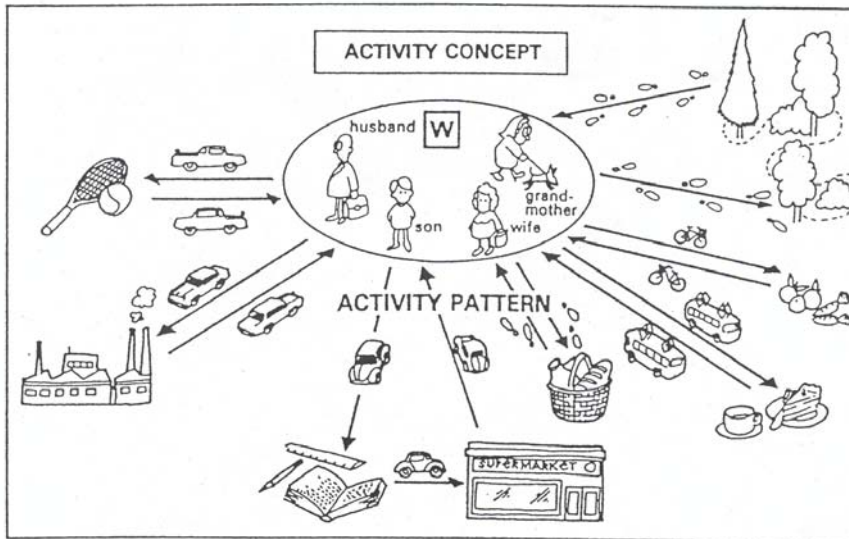 ACTIVITY CONCEPT
husband W
grand-
mother
son
wife
ACTIVITY PATTERN
SUPERMARKET